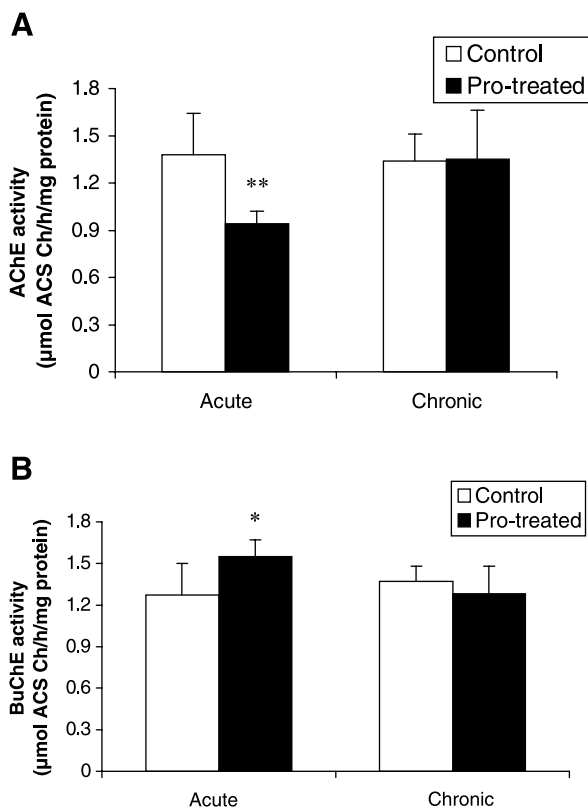 A
Control
Pro-treated
1.8
1.5
1.2
0.9
0.6
0.3
0
**
AChE activity
(µmol ACS Ch/h/mg protein)
Acute Chronic
B
Control
Pro-treated
1.8
1.5
1.2
0.9
0.6
0.3
0
*
BuChE activity
(µmol ACS Ch/h/mg protein)
Acute Chronic